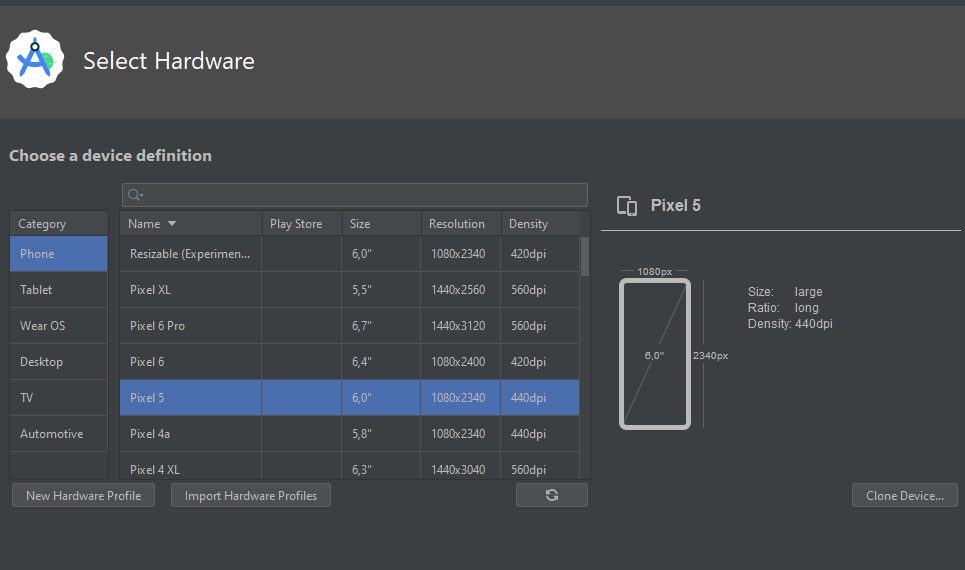 Select Hardware
Choose a device definition
Category
Phone
Tablet
Wear OS
Desktop
TV
Automotive
Name Play Store Size Resolution Density
Resizable (Experimen... 6,0" 1080x2340 420dpi
Pixel XL 5,5" 1440x2560 560dpi
Pixel 6 Pro 6,7" 1440x3120 560dpi
Pixel 6 6,4" 1080x2400 420dpi
Pixel 5 6,0" 1080x2340 440dpi
Pixel 4a 5,8" 1080x2340 440dpi
Pixel 4 XL 6,3" 1440x3040 560dpi
New Hardware Profile
Import Hardware Profiles
Pixel 5
1080px
6,0"
2340px
Size: large
Ratio: long
Density: 440dpi
Clone Device...